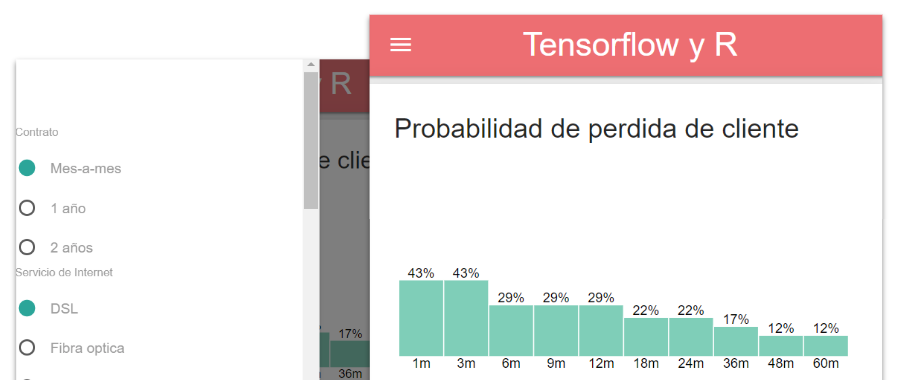 Contrato
Mes-a-mes
1 año
2 años
Servicio de Internet
DSL
Fibra optica
R
e clie
17%
36m
Tensorflow y R
Probabilidad de perdida de cliente
43% 43% 29% 29% 29% 22% 22% 17% 12% 12%
1m 3m 6m 9m 12m 18m 24m 36m 48m 60m